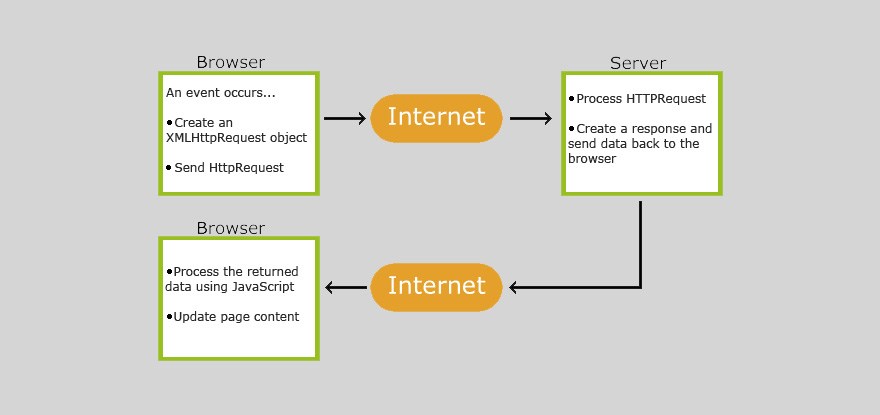 Browser
An event occurs...
•Create an
XMLHttpRequest object
• Send HttpRequest
Internet
Server
•Process HTTPRequest
•Create a response and
send data back to the
browser
Browser
•Process the returned
data using JavaScript
•Update page content
Internet